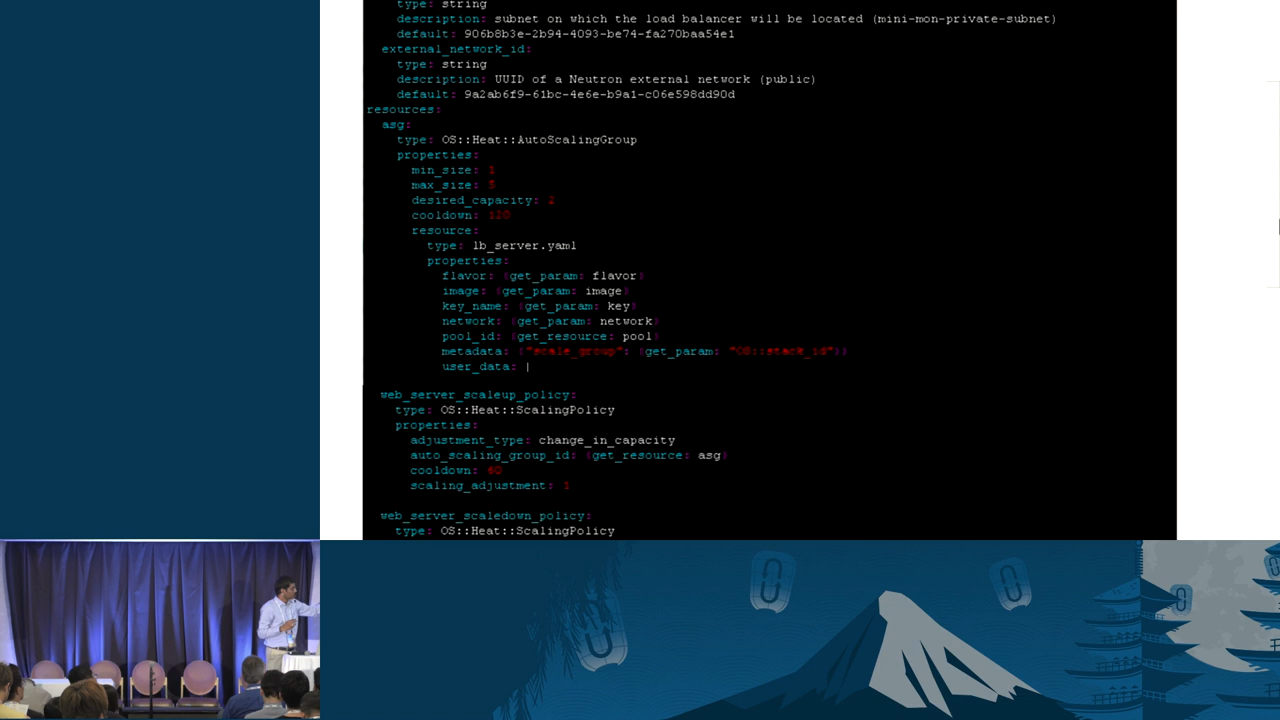 type: string
description: subnet on which the load balancer will be located (mini-mon-private-subnet)
default: 906b8b3e-2b94-4093-be74-fa270baa54e1
external_network_id:
type: string
description: UUID of a Neutron external network (public)
default: 9a2ab6f9-61bc-4e6e-b9a1-c06e598dd90d
resources:
asg:
type: OS::Heat::AutoScalingGroup
properties:
min_size: 1
max_size: 5
desired_capacity: 2
cooldown: 120
resource:
type: lb_server.yaml
properties:
flavor: {get_param: flavor}
image: {get_param: image}
key_name: {get_param: key}
network: {get_param: network}
pool_id: {get_resource: pool}
metadata: {"scale_group": {get_param: "OS::stack_id"}}
user_data: |
web_server_scaleup_policy:
type: OS::Heat::ScalingPolicy
properties:
adjustment_type: change_in_capacity
auto_scaling_group_id: {get_resource: asg}
cooldown: 60
scaling_adjustment: 1
web_server_scaledown_policy:
type: OS::Heat::ScalingPolicy